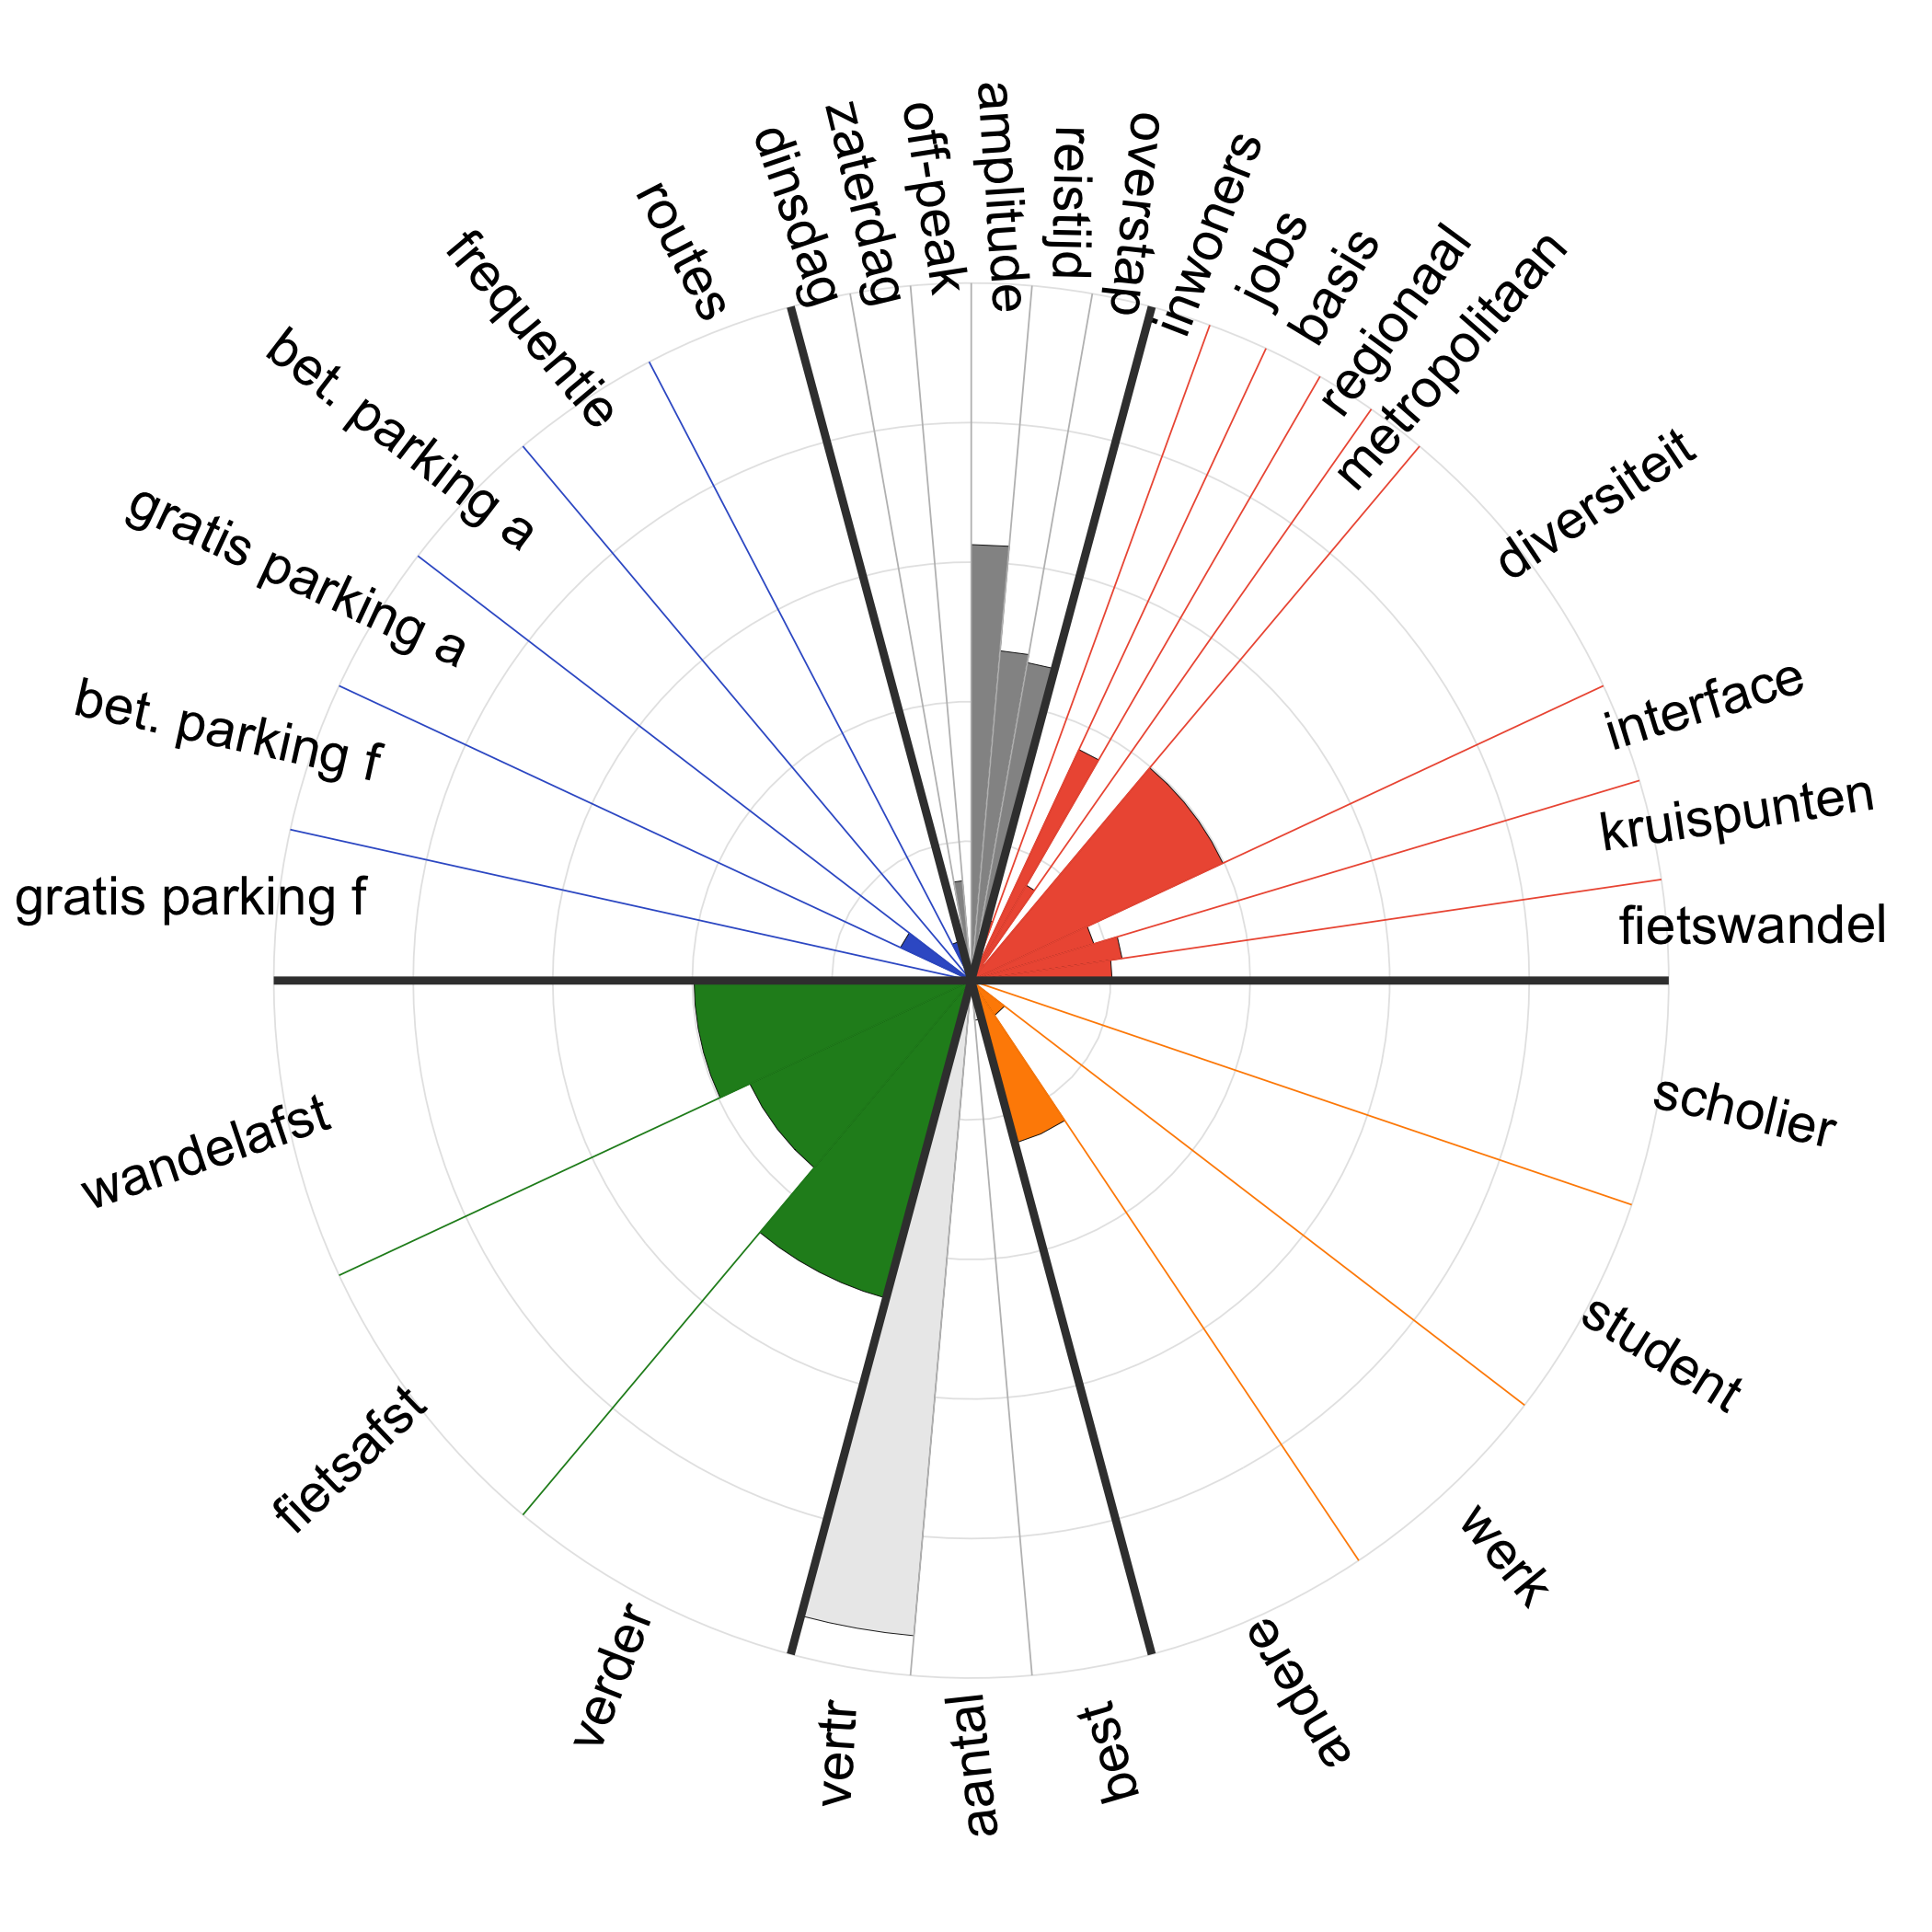 dinsdag
zaterdag
off-peak
amplitude
reistijd
overstap
inwoners
jobs
basis
regionaal
metropolitaan
diversiteit
interface
kruispunten
fietswandel
scholier
student
werk
andere
best
aantal
vertr
verder
fietsafst
wandelafst
gratis parking f
bet. parking f
gratis parking a
bet. parking a
frequentie
routes